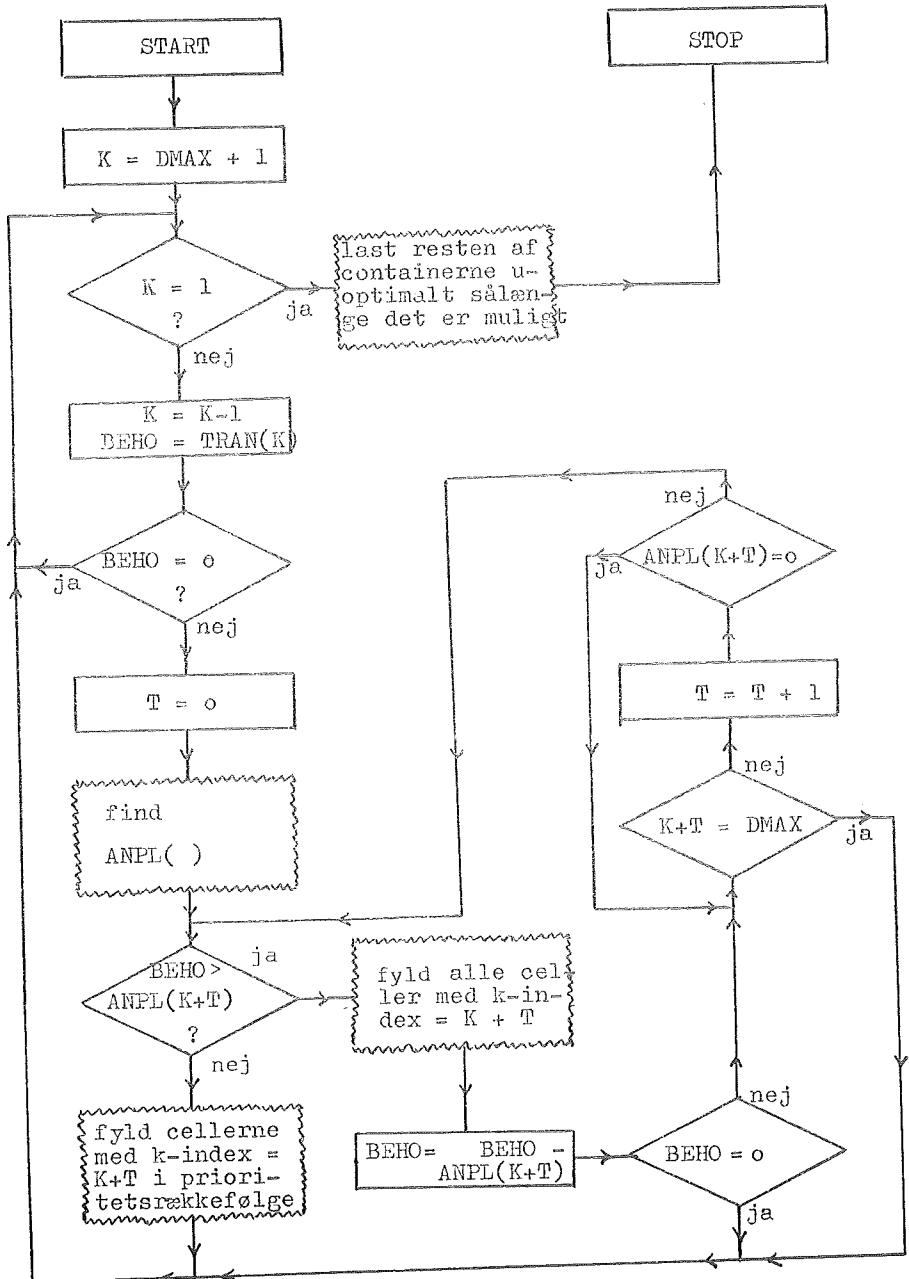 START
STOP
K = DMAX + 1
K = 1
?
ja
nej
last resten af
containerne u-
optimalt sålæn-
ge det er muligt
K = K-1
BEHO = TRAN(K)
BEHO = o
?
ja
nej
T = o
find
ANPL( )
BEHO>
ANPL(K+T)
?
ja
nej
fyld alle cel-
ler med k-in-
dex = K + T
fyld cellerne
med k-index =
K+T i priori-
tetsrækkefølge
BEHO= BEHO -
ANPL(K+T)
BEHO = o
nej
ja
K+T = DMAX
nej
ja
T = T + 1
ANPL(K+T)=o
nej
ja